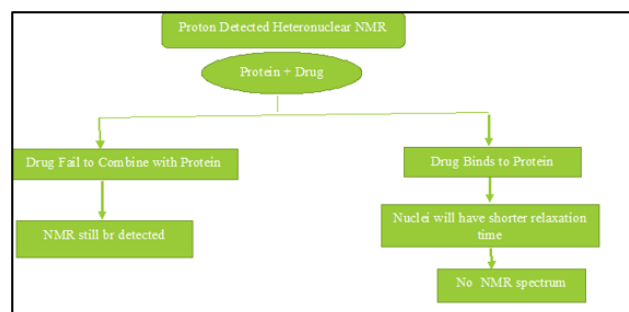 Proton Detected Heteronuclear NMR
Protein + Drug
Drug Fail to Combine with Protein
Drug Binds to Protein
NMR still br detected
Nuclei will have shorter relaxation
time
No NMR spectrum